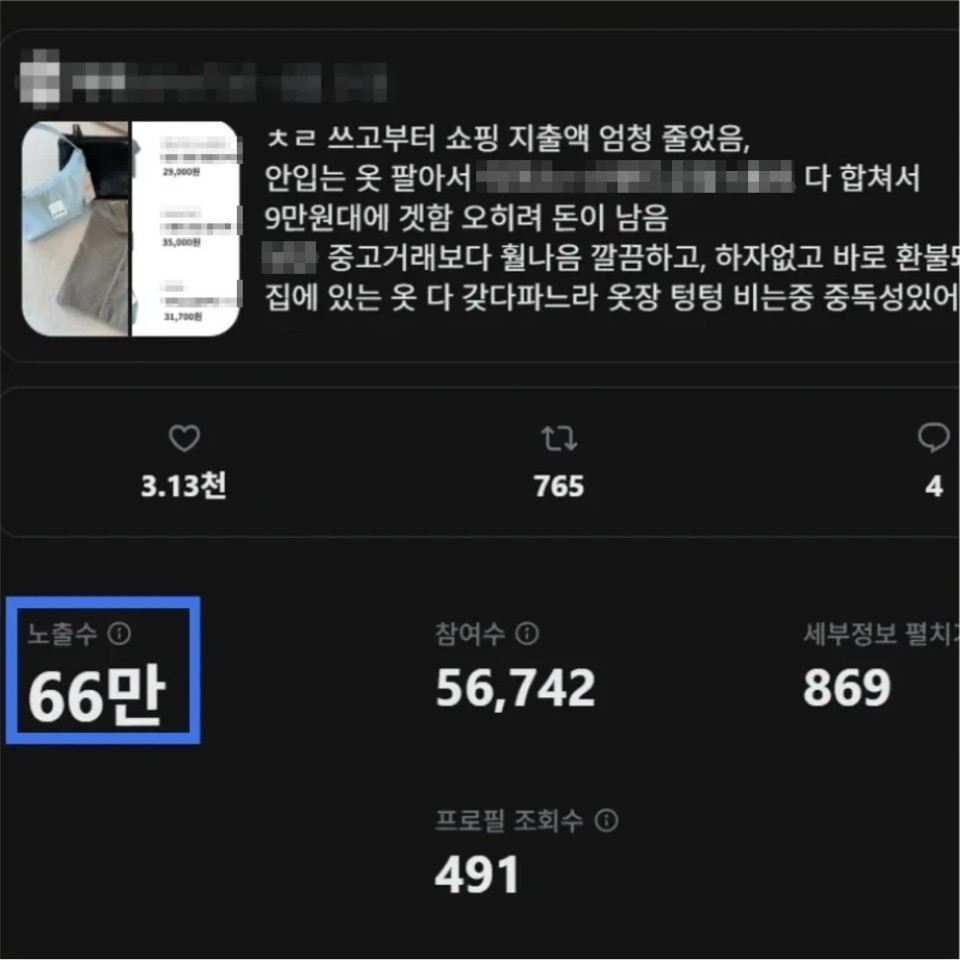 ㅊㄹ 쓰고부터 쇼핑 지출액 엄청 줄었음,
안입는 옷 팔아서 다 합쳐서
9만원대에 겟함 오히려 돈이 남음
중고거래보다 훨나음 깔끔하고, 하자없고 바로 환불
집에 있는 옷 다 갖다파느라 옷장 텅텅 비는중 중독성있어
29,000원
35,000원
31,700원
3.13천
765
4
노출수
66만
참여수
56,742
세부정보 펼치기
869
프로필 조회수
491